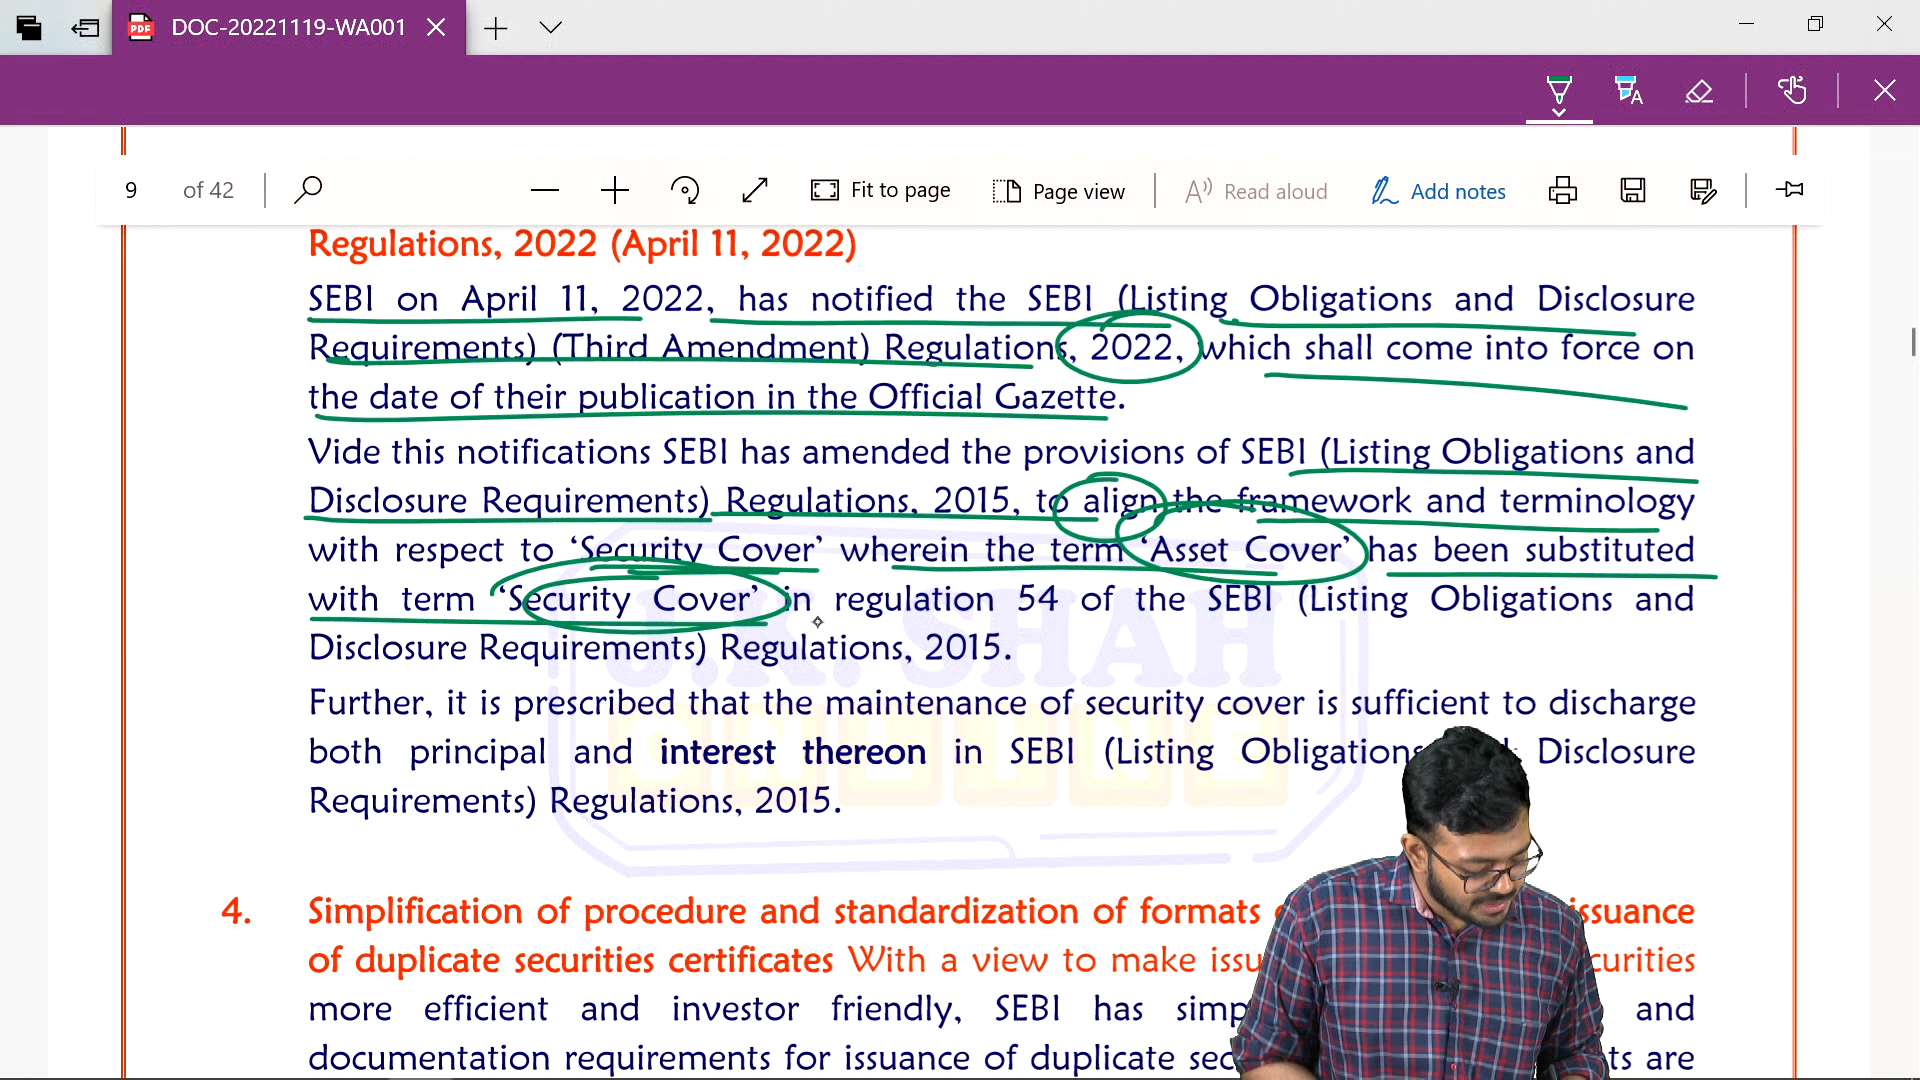 DOC-20221119-WA001
9 of 42 Fit to page Page view Read aloud Add notes
Regulations, 2022 (April 11, 2022)
SEBI on April 11, 2022, has notified the SEBI (Listing Obligations and Disclosure
Requirements) (Third Amendment) Regulations, 2022, which shall come into force on
the date of their publication in the Official Gazette.
Vide this notifications SEBI has amended the provisions of SEBI (Listing Obligations and
Disclosure Requirements) Regulations, 2015, to align the framework and terminology
with respect to ‘Security Cover’ wherein the term ‘Asset Cover’ has been substituted
with term ‘Security Cover’ in regulation 54 of the SEBI (Listing Obligations and
Disclosure Requirements) Regulations, 2015.
Further, it is prescribed that the maintenance of security cover is sufficient to discharge
both principal and interest thereon in SEBI (Listing Obligations Disclosure
Requirements) Regulations, 2015.
4. Simplification of procedure and standardization of formats issuance
of duplicate securities certificates With a view to make
more efficient and investor friendly, SEBI has and
documentation requirements for issuance of duplicate are
J.K. SHAH
ONLINE